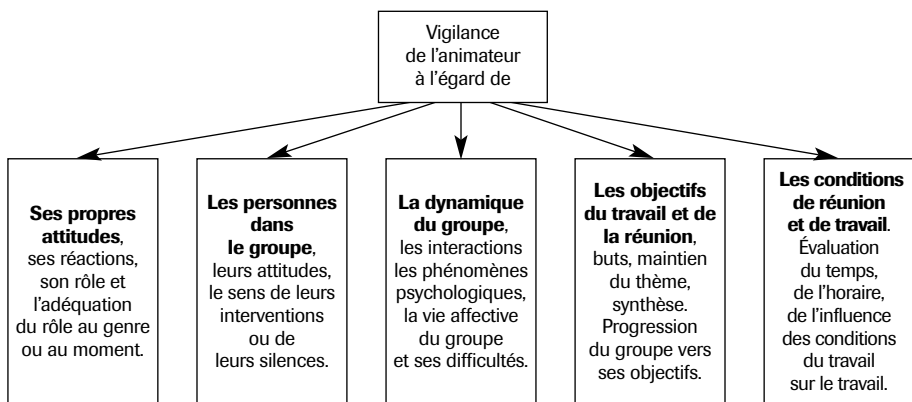 Vigilance
de l'animateur
à l'égard de
Ses propres
attitudes,
ses réactions,
son rôle et
l'adéquation
du rôle au genre
ou au moment.
Les personnes
dans
le groupe,
leurs attitudes,
le sens de leurs
interventions
ou de
leurs silences.
La dynamique
du groupe,
les interactions
les phénomènes
psychologiques,
la vie affective
du groupe
et ses difficultés.
Les objectifs
du travail et de
la réunion,
buts, maintien
du thème,
synthèse.
Progression
du groupe vers
ses objectifs.
Les conditions
de réunion
et de travail.
Évaluation
du temps,
de l'horaire,
de l'influence
des conditions
du travail
sur le travail.